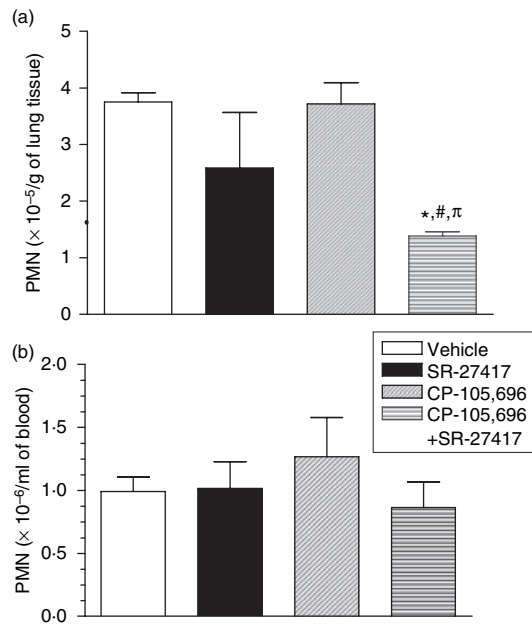 (a)
PMN (× 10⁻⁵/g of lung tissue)
5
4
3
2
1
0
*,#,π
(b)
PMN (× 10⁻⁶/ml of blood)
2·0
1·5
1·0
0·5
0·0
Vehicle
SR-27417
CP-105,696
CP-105,696
+SR-27417